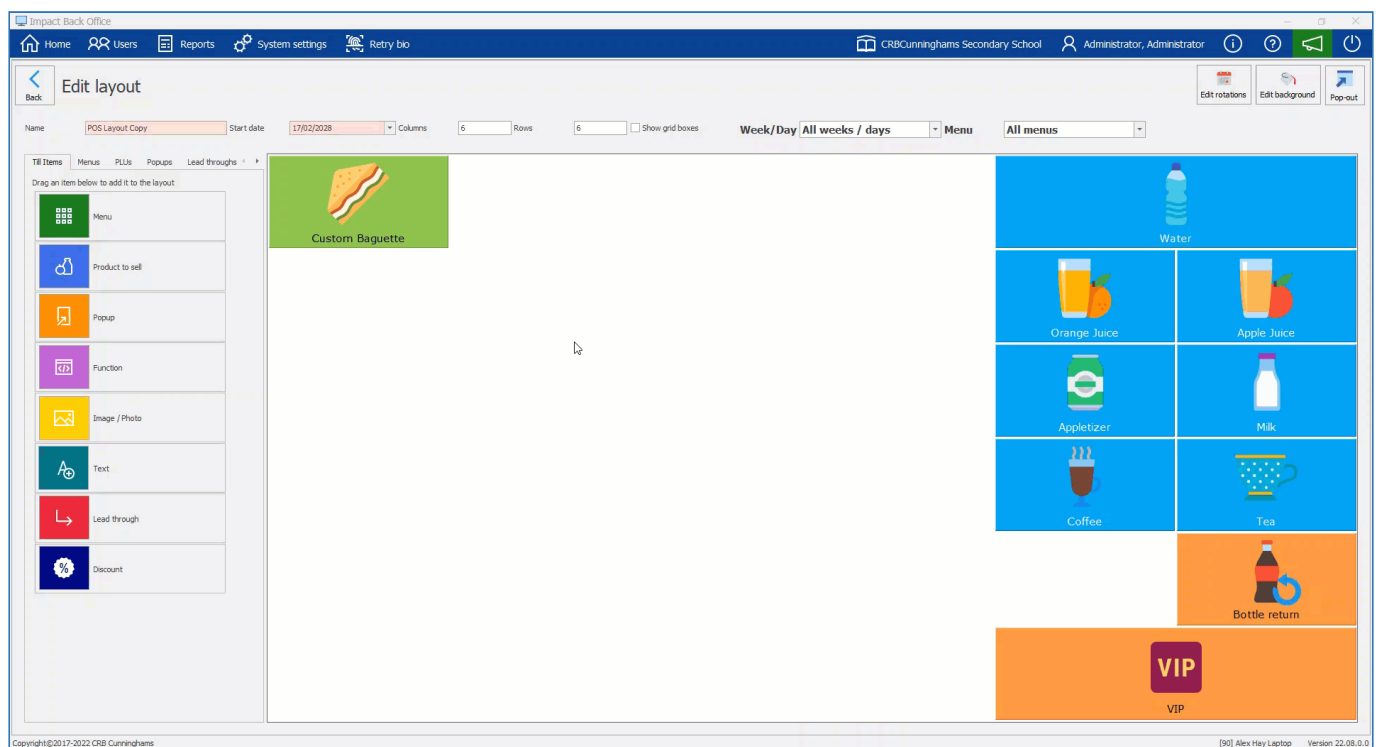 Impact Back Office
Home Users Reports System settings Retry bio CRBCunninghams Secondary School Administrator, Administrator
Back Edit layout Edit rotations Edit background Pop-out
Name POS Layout Copy Start date 17/02/2028 Columns 6 Rows 6 Show grid boxes Week/Day All weeks / days Menu All menus
Till Items Menus PLUs Popups Lead throughs
Drag an item below to add it to the layout
Menu
Product to sell
Popup
Function
Image / Photo
Text
Lead through
% Discount
Custom Baguette
Water
Orange Juice Apple Juice
Appletizer Milk
Coffee Tea
Bottle return
VIP
VIP
Copyright©2017-2022 CRB Cunninghams [90] Alex Hay Laptop Version 22.08.0.0